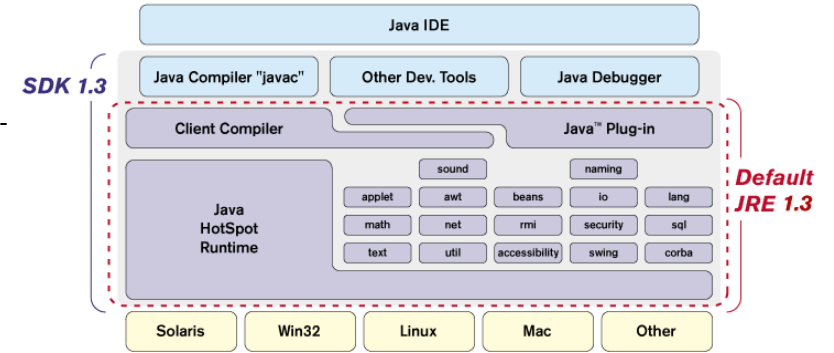 Java IDE
SDK 1.3
Java Compiler "javac"
Other Dev. Tools
Java Debugger
-
Client Compiler
Java™ Plug-in
Default
JRE 1.3
Java
HotSpot
Runtime
sound
naming
applet
awt
beans
io
lang
math
net
rmi
security
sql
text
util
accessibility
swing
corba
Solaris
Win32
Linux
Mac
Other